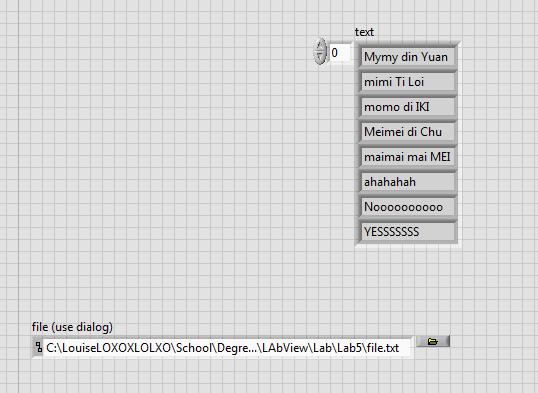 text
0
Mymy din Yuan
mimi Ti Loi
momo di IKI
Meimei di Chu
maimai mai MEI
ahahahah
Noooooooooo
YESSSSSSS
file (use dialog)
C:\LouiseLOXOXLOLXO\School\Degre...\LAbView\Lab\Lab5\file.txt